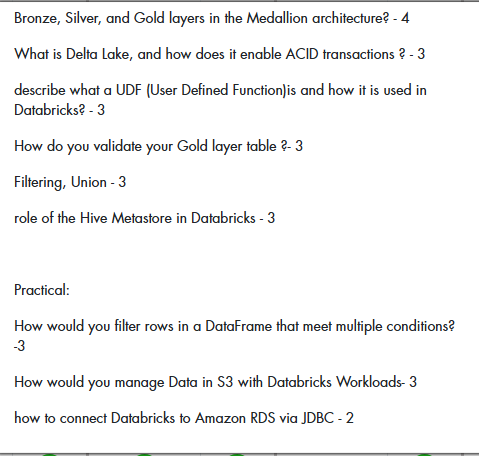 Bronze, Silver, and Gold layers in the Medallion architecture? - 4
What is Delta Lake, and how does it enable ACID transactions ? - 3
describe what a UDF (User Defined Function)is and how it is used in
Databricks? - 3
How do you validate your Gold layer table ?- 3
Filtering, Union - 3
role of the Hive Metastore in Databricks - 3
Practical:
How would you filter rows in a DataFrame that meet multiple conditions?
-3
How would you manage Data in S3 with Databricks Workloads- 3
how to connect Databricks to Amazon RDS via JDBC - 2